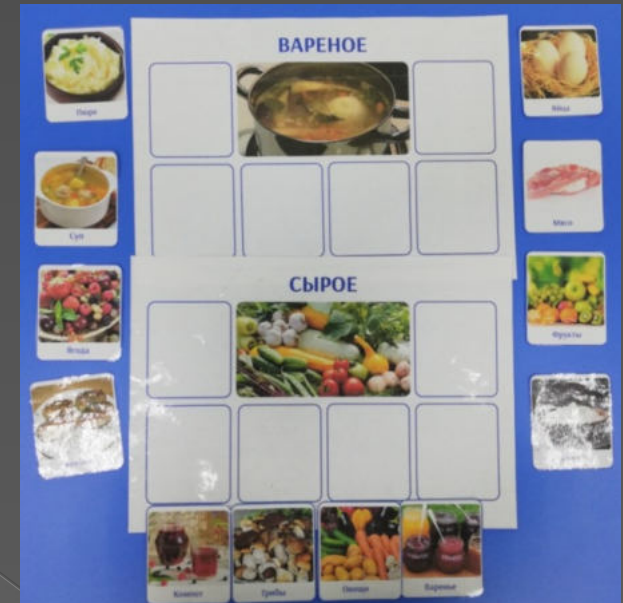 ВАРЕНОЕ
Пюре
Яйца
Суп
Мясо
СЫРОЕ
Ягода
Фрукты
Компот
Грибы
Овощи
Варенье